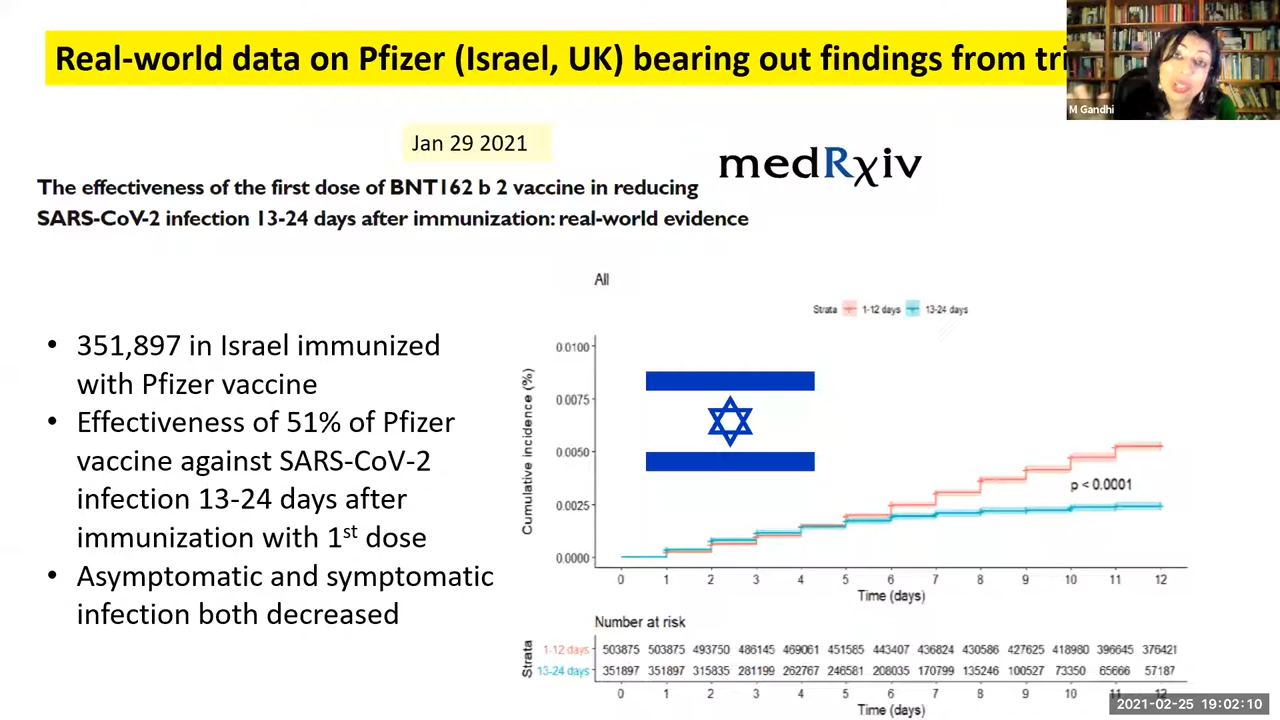 Real-world data on Pfizer (Israel, UK) bearing out findings from tri
M Gandhi
Jan 29 2021
medRxiv
The effectiveness of the first dose of BNT162 b 2 vaccine in reducing
SARS-CoV-2 infection 13-24 days after immunization: real-world evidence
• 351,897 in Israel immunized
with Pfizer vaccine
• Effectiveness of 51% of Pfizer
vaccine against SARS-CoV-2
infection 13-24 days after
immunization with 1st dose
• Asymptomatic and symptomatic
infection both decreased
All
Strata 1-12 days 13-24 days
Cumulative incidence (%)
0.0100
0.0075
0.0050
0.0025
0.0000
p < 0.0001
0 1 2 3 4 5 6 7 8 9 10 11 12
Time (days)
Number at risk
Strata
1-12 days 503875 503875 493750 486145 469061 451585 443407 436824 430586 427625 418980 396645 376421
13-24 days 351897 351897 315835 281199 262767 246581 208035 170799 135246 100527 73350 65666 57187
0 1 2 3 4 5 6 7 8 9 10 11 12
Time (days)
2021-02-25 19:02:10